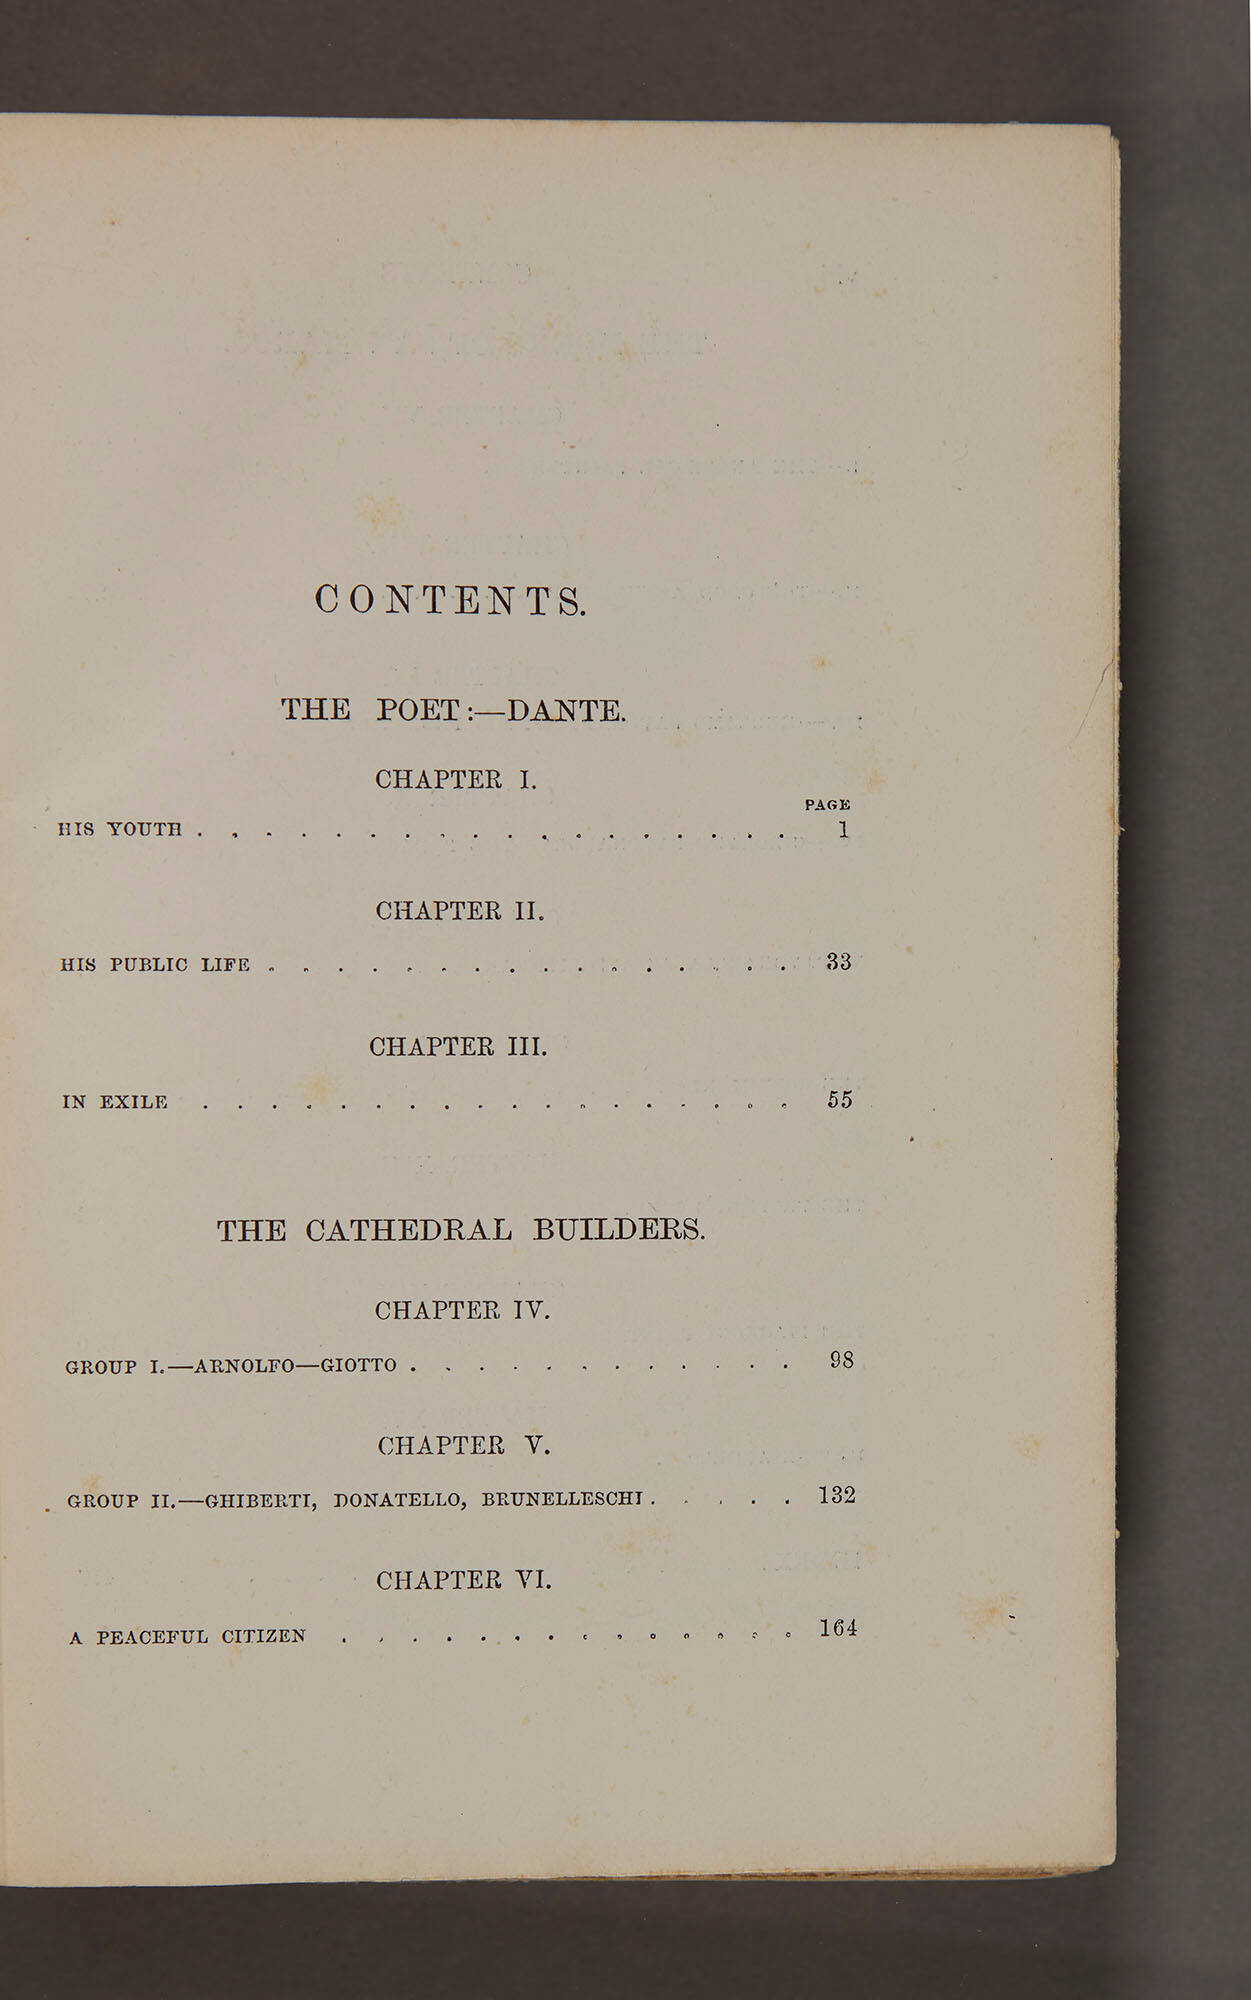 CONTENTS.
THE POET:—DANTE.
CHAPTER I.
PAGE
HIS YOUTH . . . . . . . . . . . . . . . . . . 1
CHAPTER II.
HIS PUBLIC LIFE . . . . . . . . . . . . . . . . 33
CHAPTER III.
IN EXILE . . . . . . . . . . . . . . . . . . 55
THE CATHEDRAL BUILDERS.
CHAPTER IV.
GROUP I.—ARNOLFO—GIOTTO . . . . . . . . . . . . 98
CHAPTER V.
GROUP II.—GHIBERTI, DONATELLO, BRUNELLESCHI . . . . . 132
CHAPTER VI.
A PEACEFUL CITIZEN . . . . . . . . . . . . . . 164